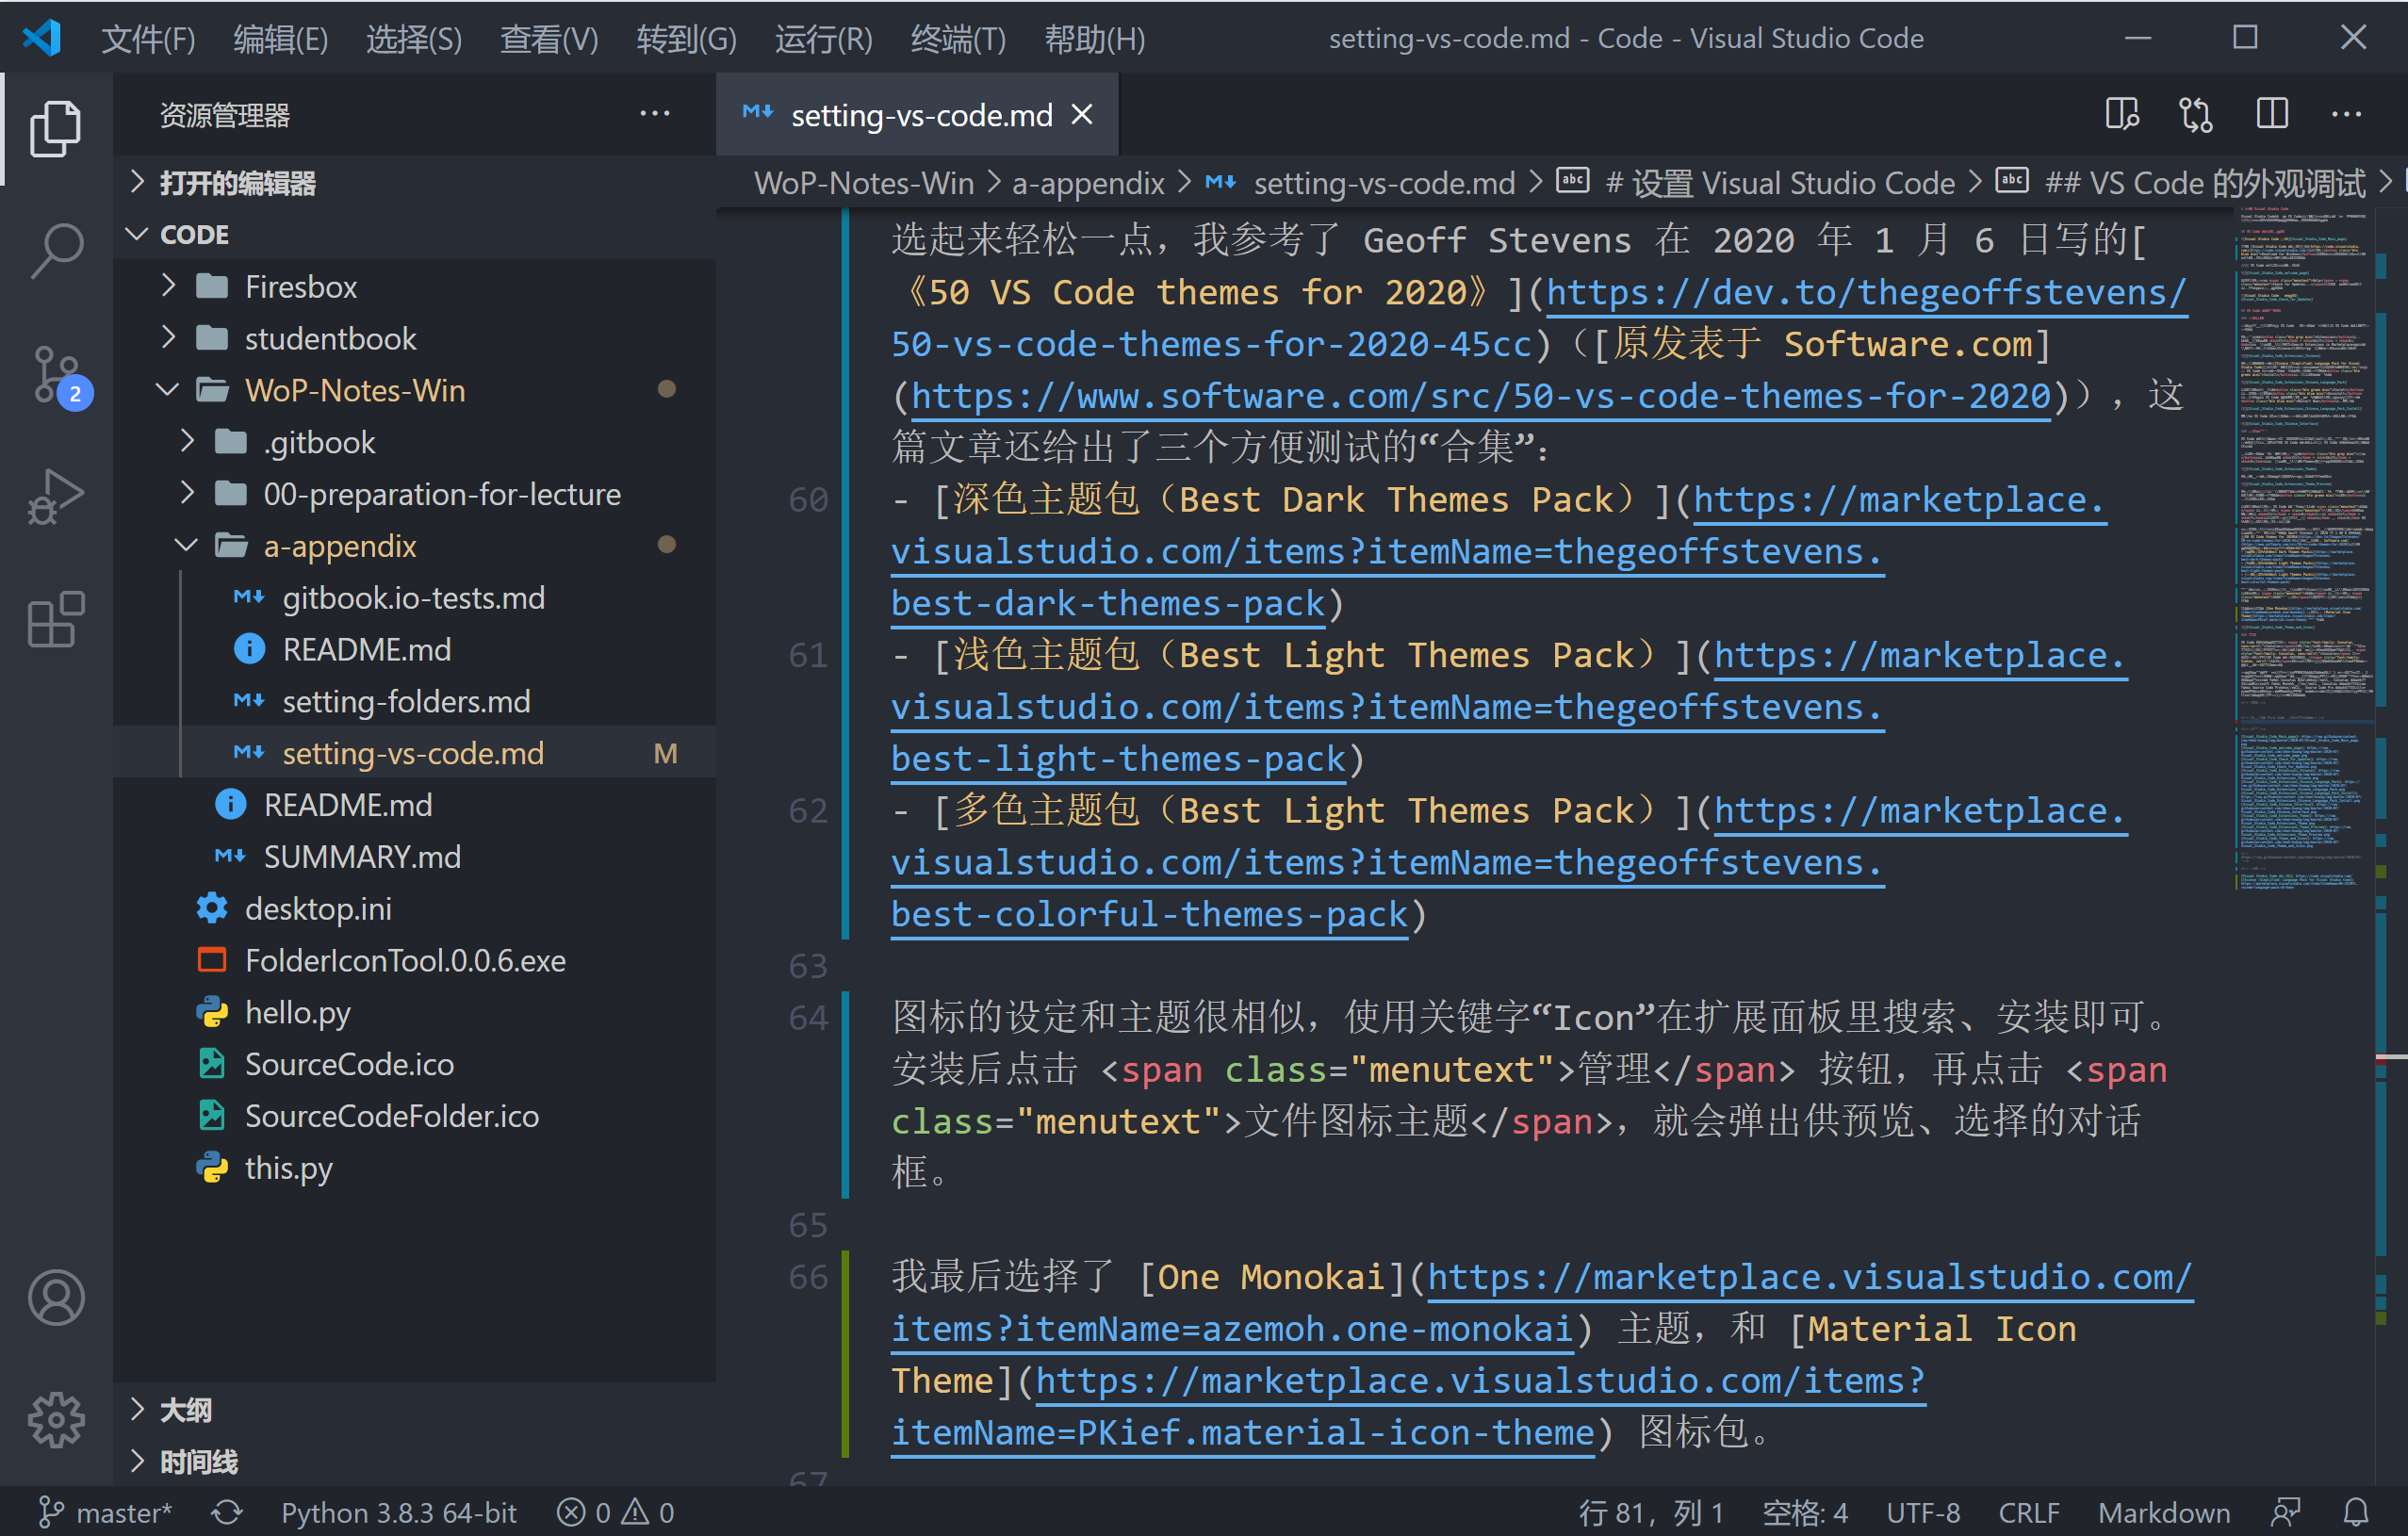 文件(F) 编辑(E) 选择(S) 查看(V) 转到(G) 运行(R) 终端(T) 帮助(H) setting-vs-code.md - Code - Visual Studio Code
资源管理器
setting-vs-code.md
打开的编辑器
WoP-Notes-Win > a-appendix > setting-vs-code.md > # 设置 Visual Studio Code > ## VS Code 的外观调试 >
CODE
Firesbox
studentbook
WoP-Notes-Win
.gitbook
00-preparation-for-lecture
a-appendix
gitbook.io-tests.md
README.md
setting-folders.md
setting-vs-code.md M
README.md
SUMMARY.md
desktop.ini
FolderIconTool.0.0.6.exe
hello.py
SourceCode.ico
SourceCodeFolder.ico
this.py
大纲
时间线
2
选起来轻松一点，我参考了 Geoff Stevens 在 2020 年 1 月 6 日写的[
《50 VS Code themes for 2020》](https://dev.to/thegeoffstevens/
50-vs-code-themes-for-2020-45cc)（[原发表于 Software.com]
(https://www.software.com/src/50-vs-code-themes-for-2020)），这
篇文章还给出了三个方便测试的“合集”：
60 - [深色主题包（Best Dark Themes Pack）](https://marketplace.
visualstudio.com/items?itemName=thegeoffstevens.
best-dark-themes-pack)
61 - [浅色主题包（Best Light Themes Pack）](https://marketplace.
visualstudio.com/items?itemName=thegeoffstevens.
best-light-themes-pack)
62 - [多色主题包（Best Light Themes Pack）](https://marketplace.
visualstudio.com/items?itemName=thegeoffstevens.
best-colorful-themes-pack)
63
64 图标的设定和主题很相似，使用关键字“Icon”在扩展面板里搜索、安装即可。
安装后点击 <span class="menutext">管理</span> 按钮，再点击 <span
class="menutext">文件图标主题</span>，就会弹出供预览、选择的对话
框。
65
66 我最后选择了 [One Monokai](https://marketplace.visualstudio.com/
items?itemName=azemoh.one-monokai) 主题，和 [Material Icon
Theme](https://marketplace.visualstudio.com/items?
itemName=PKief.material-icon-theme) 图标包。
67
master* Python 3.8.3 64-bit 0 0 行 81，列 1 空格: 4 UTF-8 CRLF Markdown